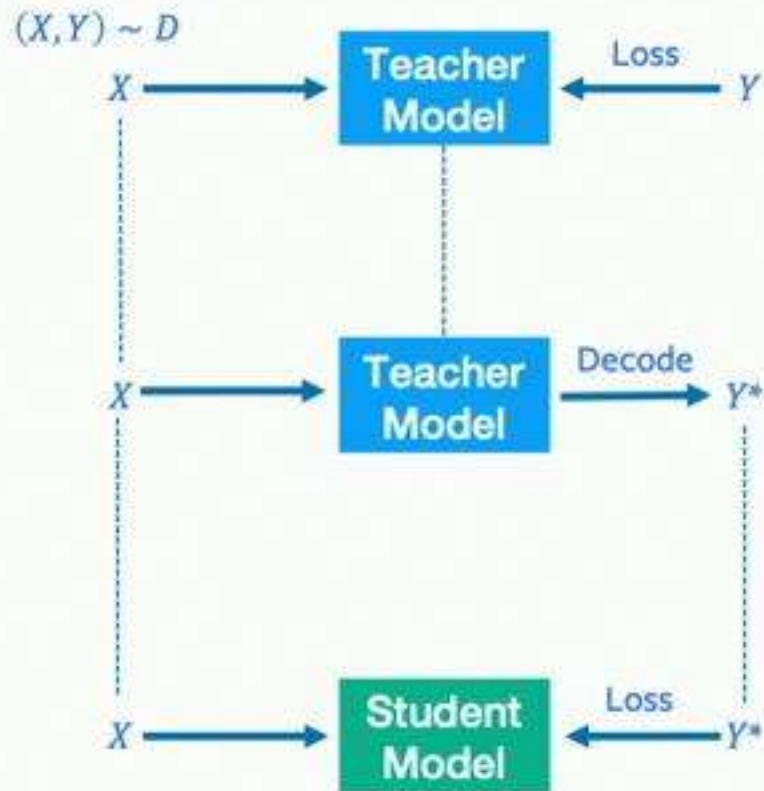 (X, Y) ~ D
X
Teacher
Model
Loss
Y
X
Teacher
Model
Decode
Y*
X
Student
Model
Loss
Y*